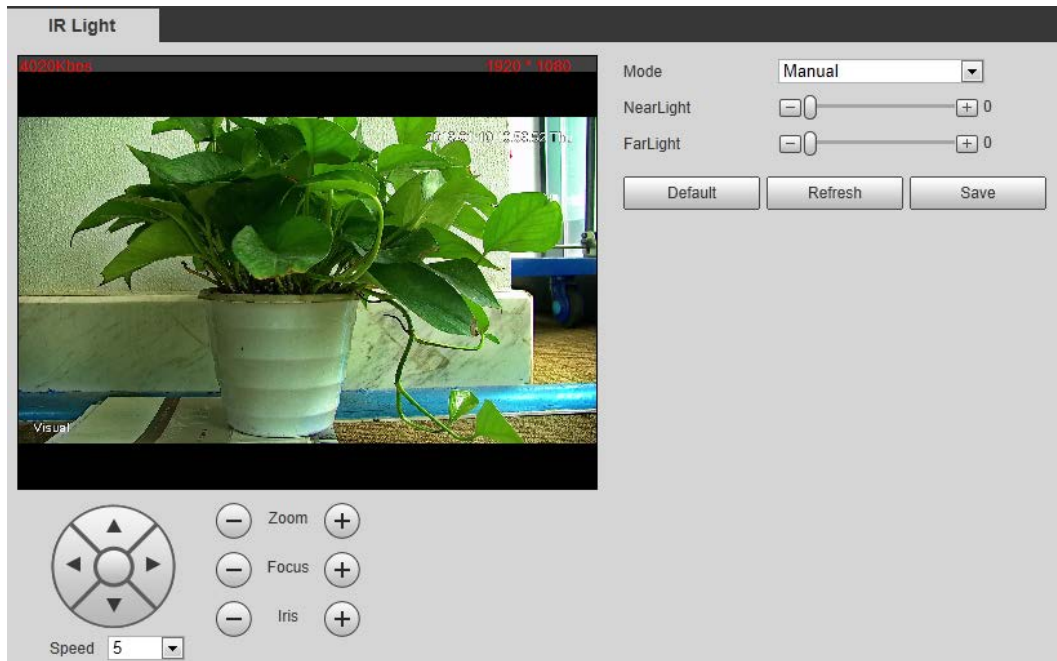 IR Light
4020Kbps 1920 * 1080
Mode Manual
NearLight 0
FarLight 0
Default Refresh Save
Visual
Zoom
Focus
Iris
Speed 5